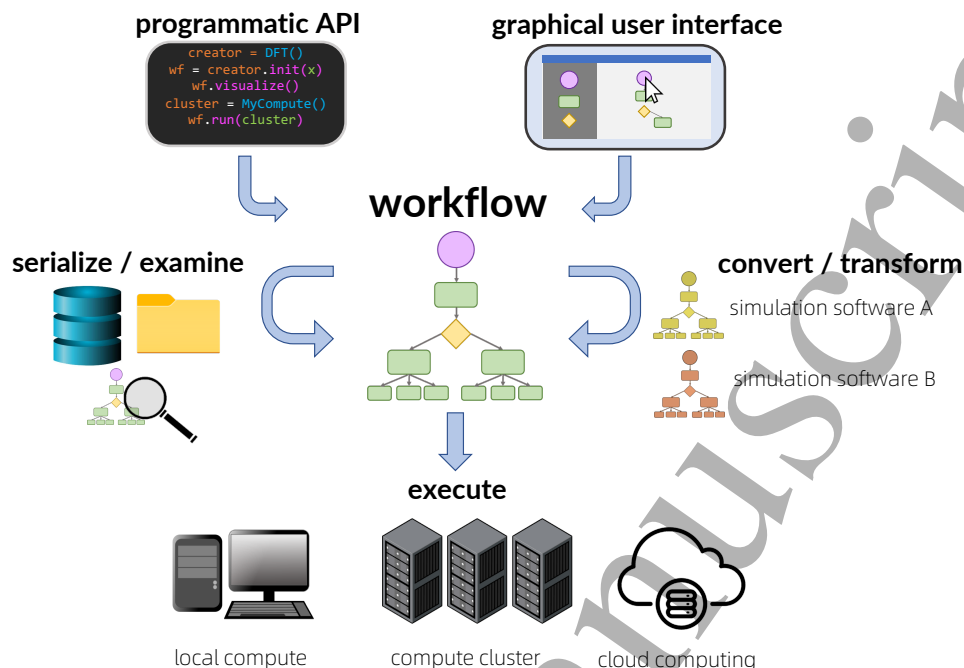 programmatic API
graphical user interface
creator = DFT()
wf = creator.init(x)
wf.visualize()
cluster = MyCompute()
wf.run(cluster)
workflow
serialize / examine
convert / transform
simulation software A
simulation software B
execute
local compute
compute cluster
cloud computing